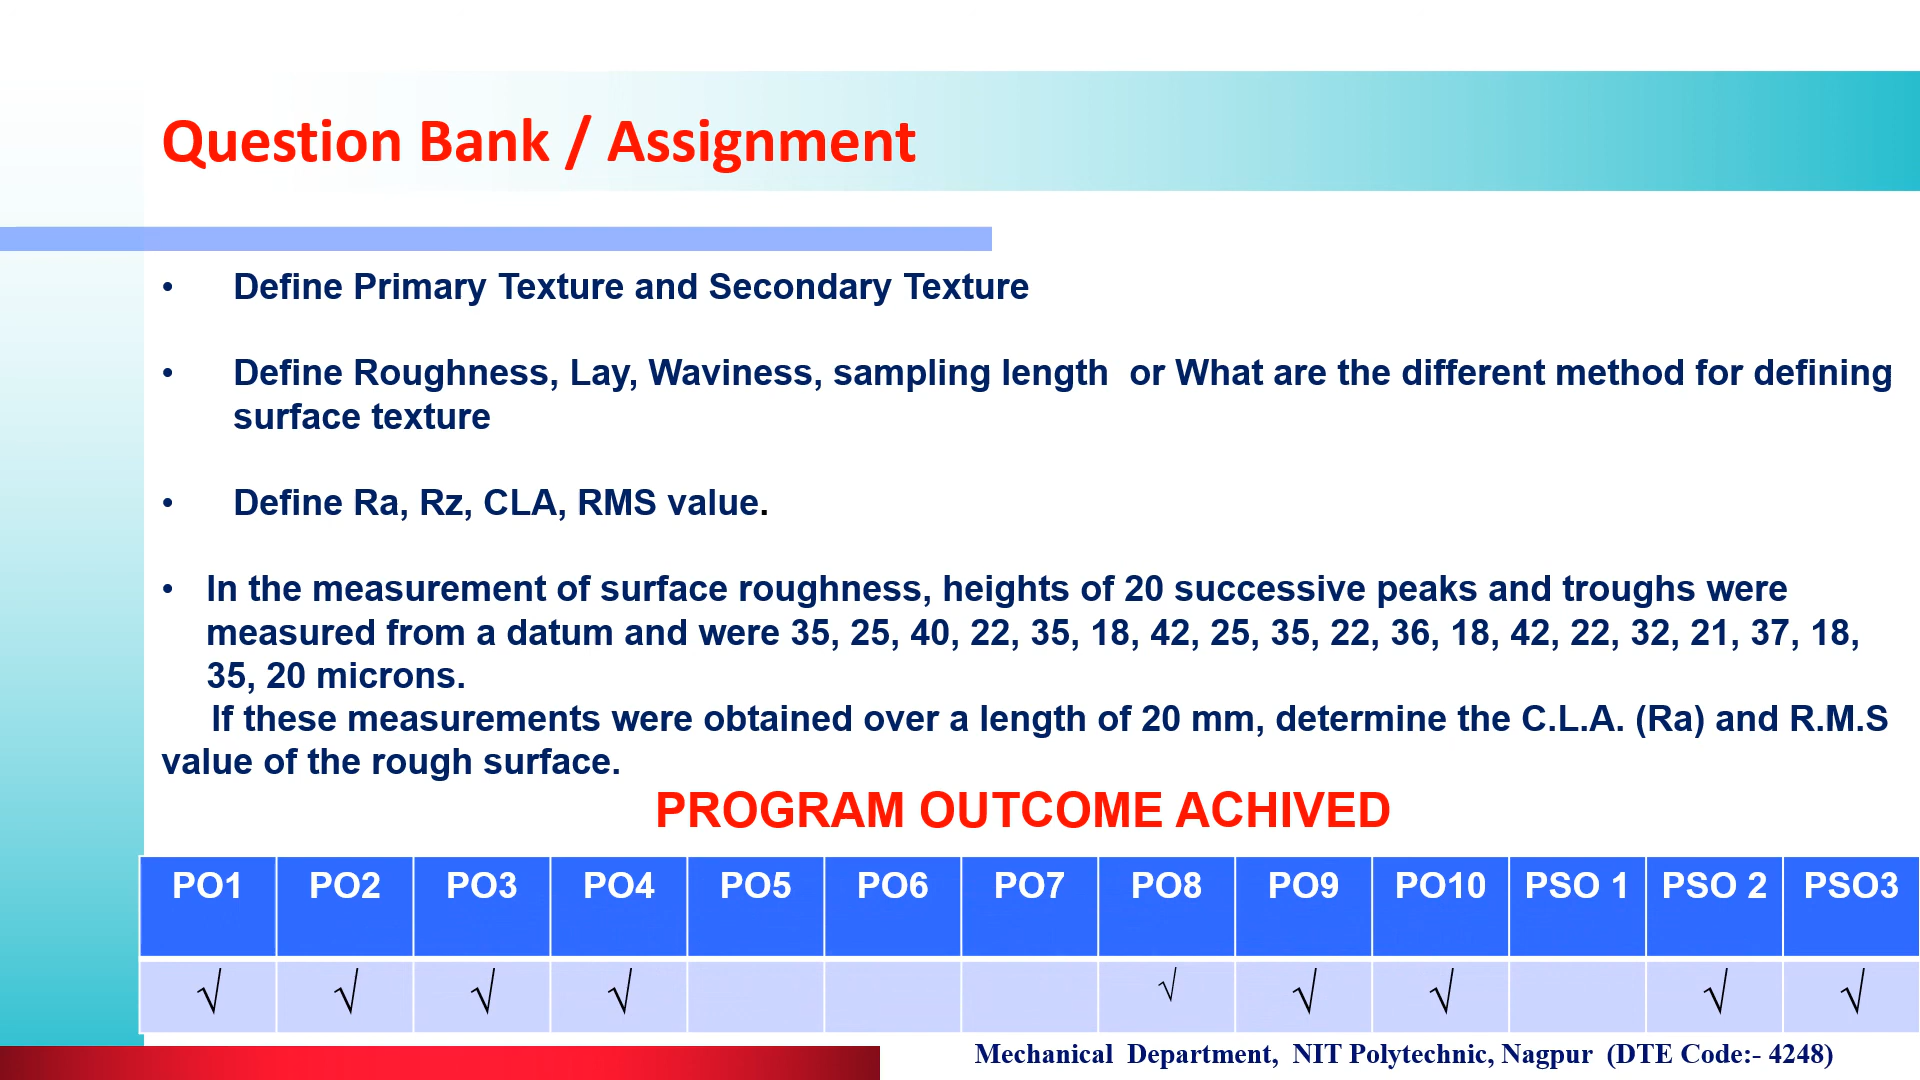 Question Bank / Assignment
• Define Primary Texture and Secondary Texture
• Define Roughness, Lay, Waviness, sampling length or What are the different method for defining
surface texture
• Define Ra, Rz, CLA, RMS value.
• In the measurement of surface roughness, heights of 20 successive peaks and troughs were
measured from a datum and were 35, 25, 40, 22, 35, 18, 42, 25, 35, 22, 36, 18, 42, 22, 32, 21, 37, 18,
35, 20 microns.
If these measurements were obtained over a length of 20 mm, determine the C.L.A. (Ra) and R.M.S
value of the rough surface.
PROGRAM OUTCOME ACHIVED
PO1 PO2 PO3 PO4 PO5 PO6 PO7 PO8 PO9 PO10 PSO 1 PSO 2 PSO3
√ √ √ √ √ √ √ √ √
Mechanical Department, NIT Polytechnic, Nagpur (DTE Code:- 4248)